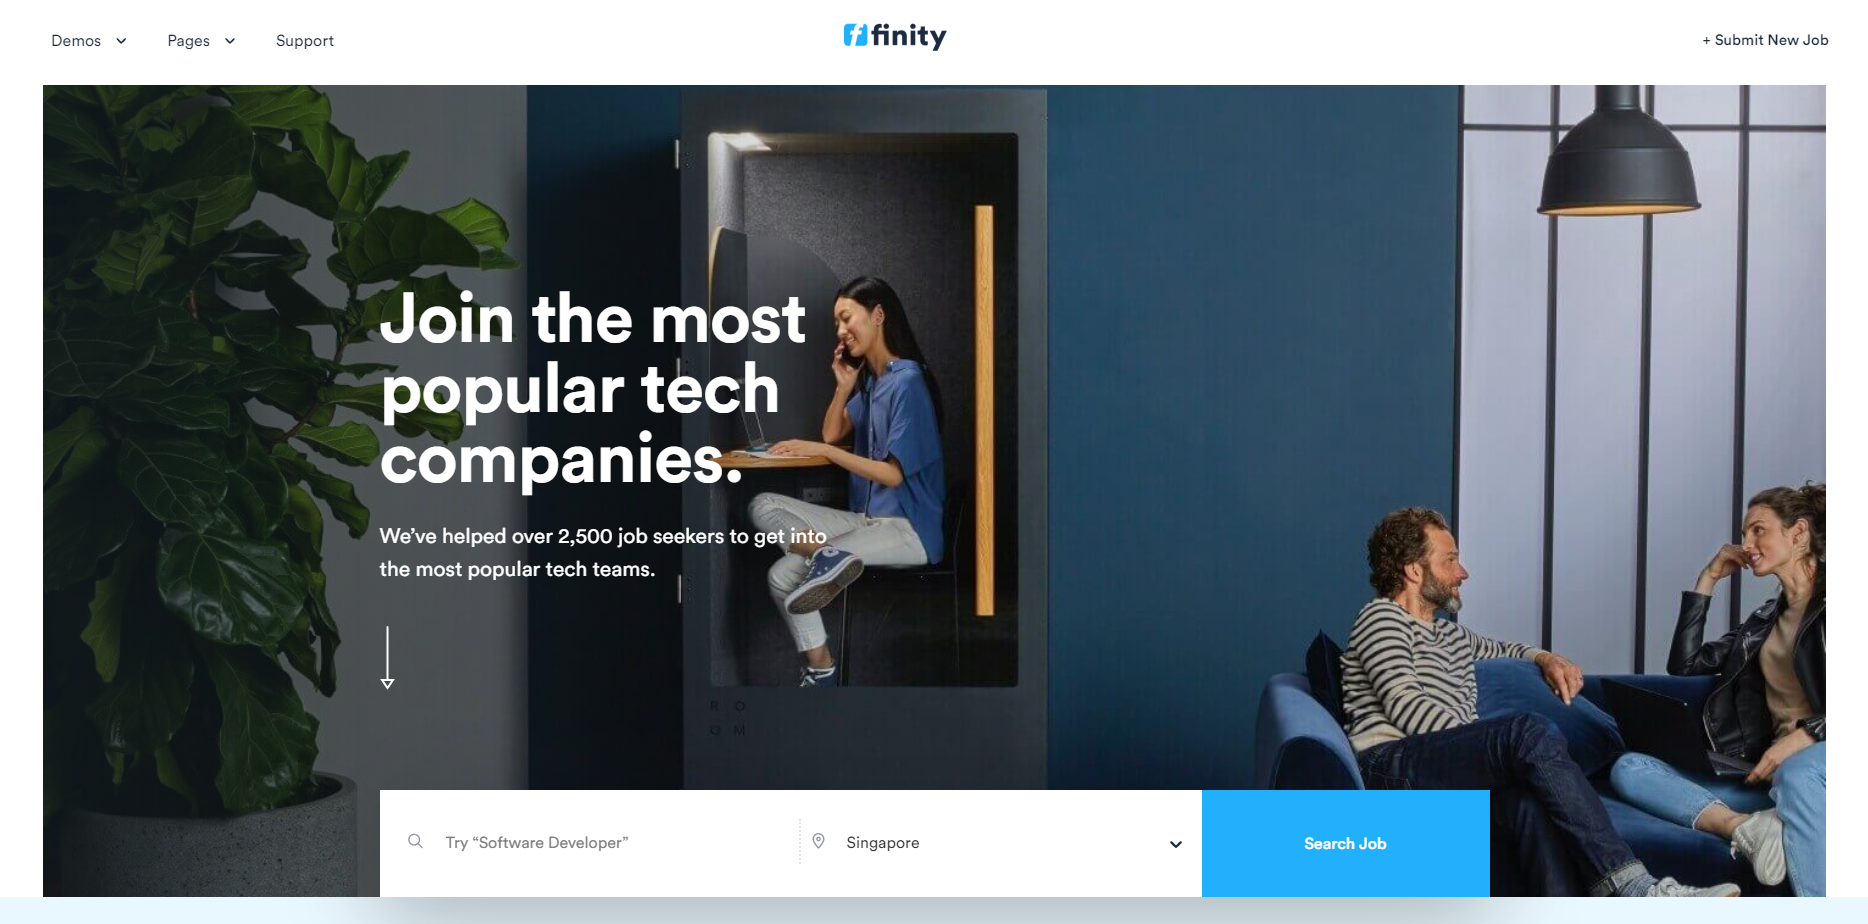 Demos
Pages
Support
finity
+ Submit New Job
Join the most
popular tech
companies.
We’ve helped over 2,500 job seekers to get into
the most popular tech teams.
R O
O M
Try “Software Developer”
Singapore
Search Job